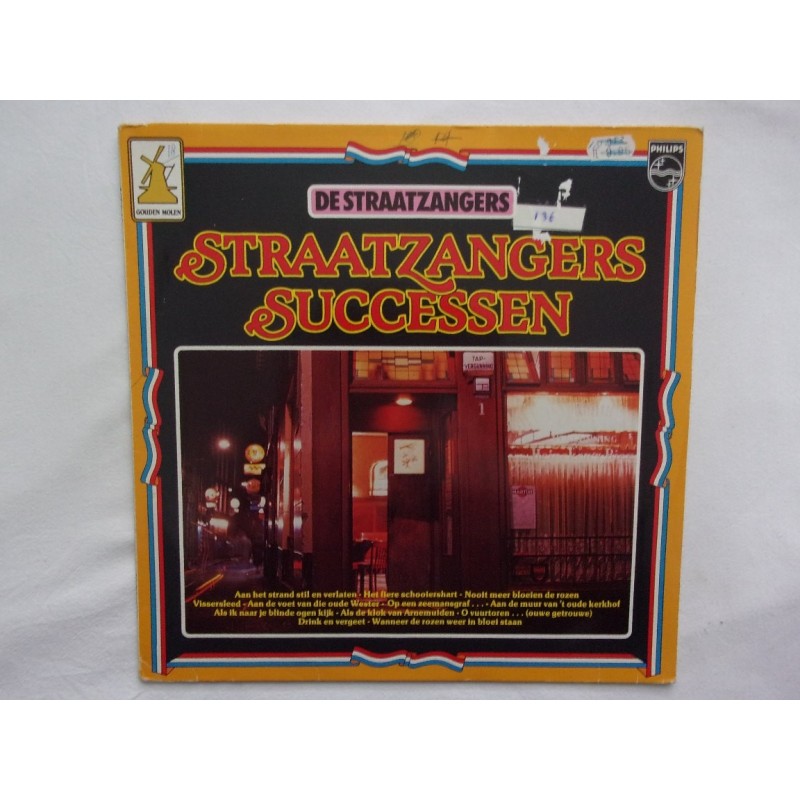 GOUDEN MOLEN
PHILIPS
DE STRAATZANGERS
136
STRAATZANGERS
SUCCESSEN
TAP-
VERGUNNING
1
Aan het strand stil en verlaten - Het fiere schooiershart - Nooit meer bloeien de rozen
Vissersleed - Aan de voet van die oude Wester - Op een zeemansgraf . . . - Aan de muur van 't oude kerkhof
Als ik naar je blinde ogen kijk - Als de klok van Arnemuiden - O vuurtoren . . . (ouwe getrouwe)
Drink en vergeet - Wanneer de rozen weer in bloei staan